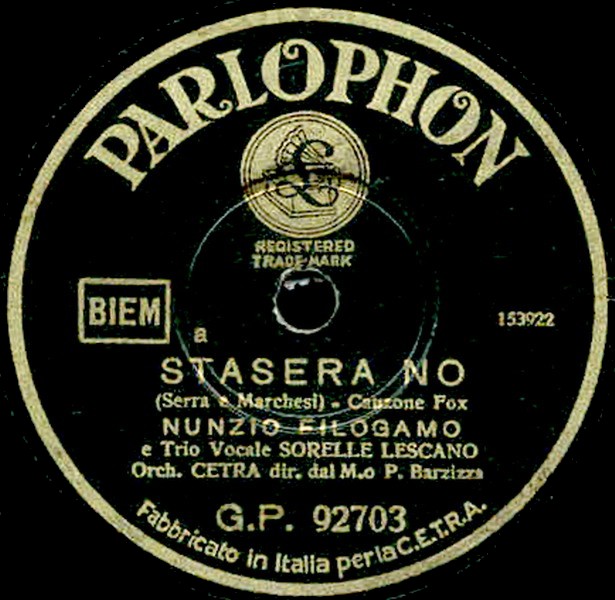 PARLOPHON
£
REGISTERED
TRADE MARK
BIEM
153922
a
STASERA NO
(Serra e Marchesi) - Canzone Fox
NUNZIO FILOGAMO
e Trio Vocale SORELLE LESCANO
Orch. CETRA dir. dal M.o P. Barzizza
G.P. 92703
Fabbricato in Italia per la C.E.T.R.A.